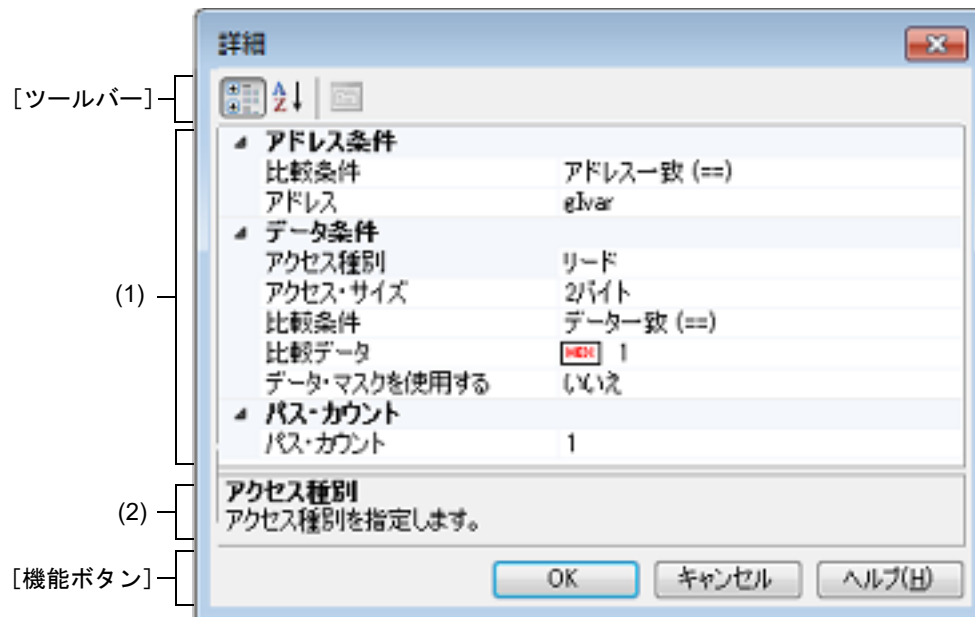 詳細
[ツールバー]
アドレス条件
比較条件 アドレス一致 (==)
アドレス gIvar
(1)
データ条件
アクセス種別 リード
アクセス・サイズ 2バイト
比較条件 データ一致 (==)
比較データ HEX 1
データ・マスクを使用する いいえ
パス・カウント
パス・カウント 1
(2)
アクセス種別
アクセス種別を指定します。
[機能ボタン]
OK キャンセル ヘルプ(H)